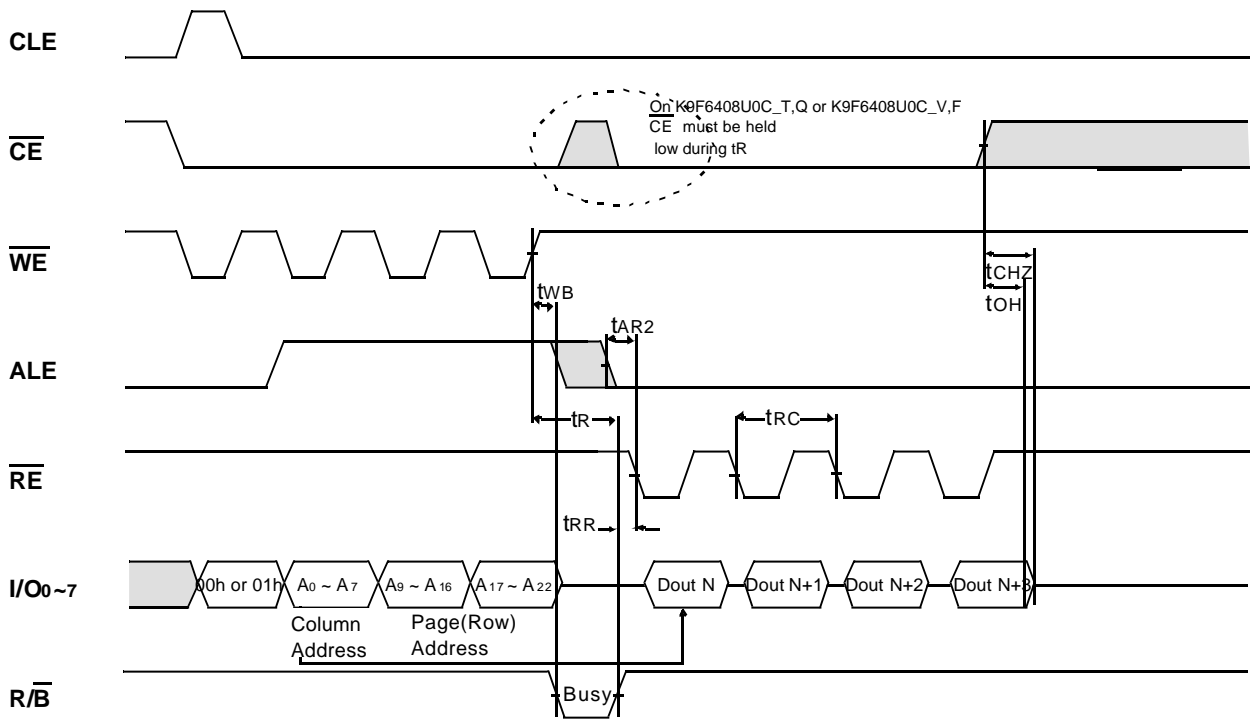 CLE
On K9F6408U0C_T,Q or K9F6408U0C_V,F
CE must be held
low during tR
CE
WE
tCHZ
tOH
tWB
tAR2
ALE
tR
tRC
RE
tRR
I/O0~7
00h or 01h
A0 ~ A7
A9 ~ A16
A17 ~ A22
Dout N
Dout N+1
Dout N+2
Dout N+3
Column
Address
Page(Row)
Address
R/B
Busy